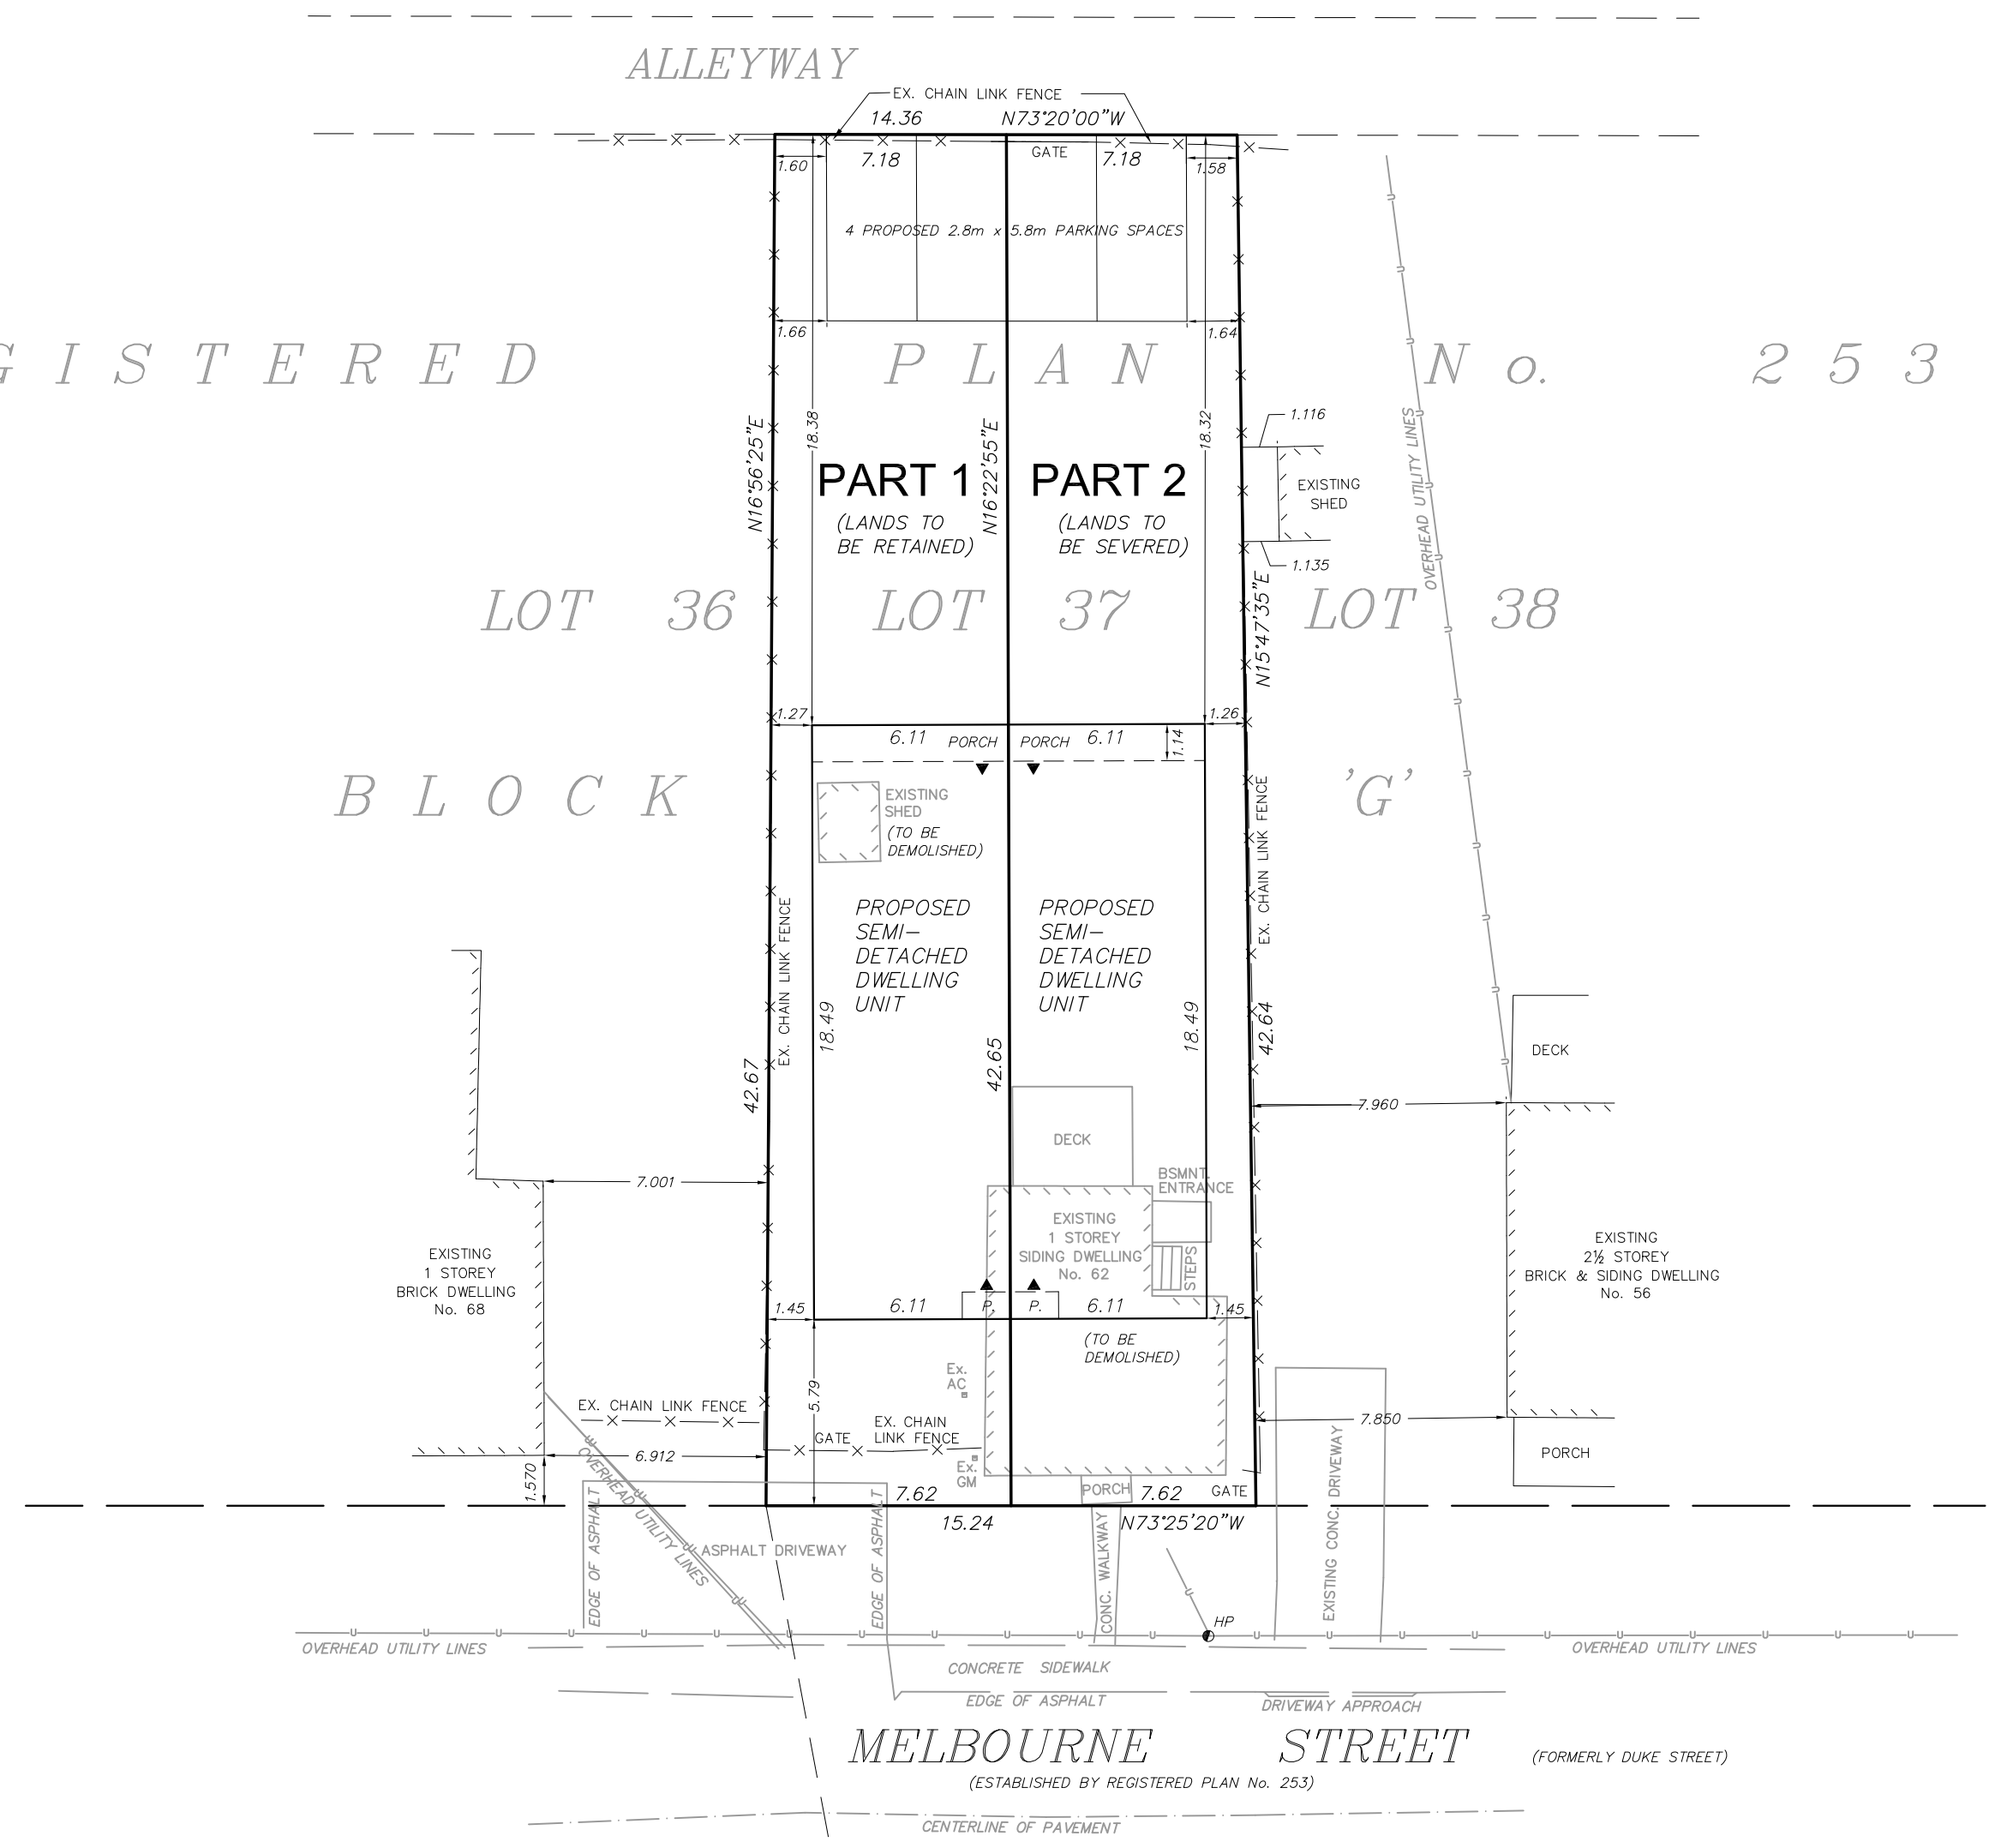 ALLEYWAY
EX. CHAIN LINK FENCE
14.36 N73°20'00"W
GATE
1.60 7.18 7.18 1.58
4 PROPOSED 2.8m x 5.8m PARKING SPACES
1.66 1.64
GISTERED PLAN No. 253
18.38
18.32
N16°56'25"E
N16°22'55"E
N15°47'35"E
1.116
PART 1
(LANDS TO
BE RETAINED)
PART 2
(LANDS TO
BE SEVERED)
EXISTING
SHED
1.135
OVERHEAD UTILITY LINES
LOT 36 LOT 37 LOT 38
1.27 1.26
6.11 PORCH PORCH 6.11
1.14
BLOCK 'G'
EXISTING
SHED
(TO BE
DEMOLISHED)
EX. CHAIN LINK FENCE
EX. CHAIN LINK FENCE
PROPOSED
SEMI-
DETACHED
DWELLING
UNIT
PROPOSED
SEMI-
DETACHED
DWELLING
UNIT
18.49
18.49
42.67
42.65
42.64
DECK
DECK
7.960
7.001
BSMNT.
ENTRANCE
EXISTING
1 STOREY
SIDING DWELLING
No. 62
STEPS
EXISTING
1 STOREY
BRICK DWELLING
No. 68
EXISTING
2½ STOREY
BRICK & SIDING DWELLING
No. 56
1.45 6.11 P. P. 6.11 1.45
(TO BE
DEMOLISHED)
5.79
Ex.
AC
EX. CHAIN LINK FENCE
EX. CHAIN
LINK FENCE
GATE
7.850
6.912
PORCH
1.570
Ex.
GM
PORCH
7.62 7.62 GATE
15.24 N73°25'20"W
EDGE OF ASPHALT
OVERHEAD UTILITY LINES
ASPHALT DRIVEWAY
EDGE OF ASPHALT
CONC. WALKWAY
EXISTING CONC. DRIVEWAY
HP
OVERHEAD UTILITY LINES
OVERHEAD UTILITY LINES
CONCRETE SIDEWALK
EDGE OF ASPHALT
DRIVEWAY APPROACH
MELBOURNE STREET (FORMERLY DUKE STREET)
(ESTABLISHED BY REGISTERED PLAN No. 253)
CENTERLINE OF PAVEMENT